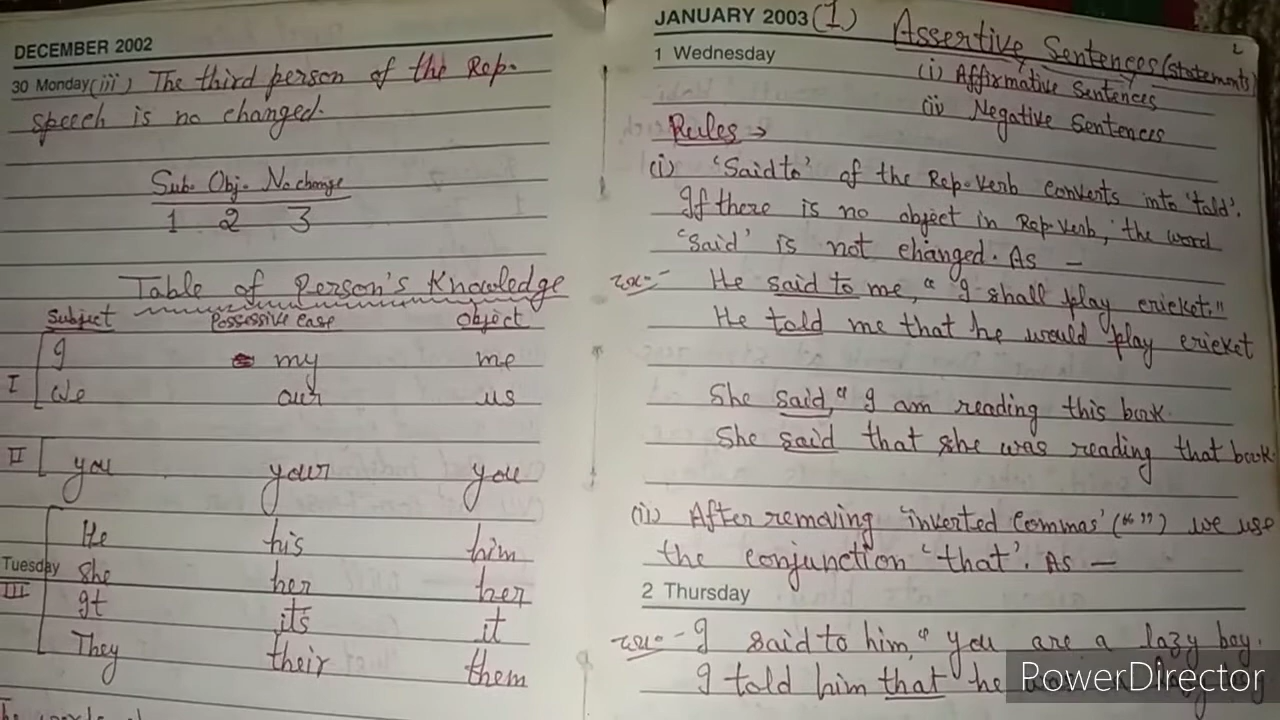 DECEMBER 2002
30 Monday (iii) The third person of the Rep.
speech is no changed.
Sub. Obj. No change
1 2 3
Table of Person's Knowledge
Subject Possessive case Object
I
I my me
We our us
II you your you
He his him
Tuesday
She her her
III
It its it
They their them
JANUARY 2003 (1) Assertive Sentences (Statements)
2
1 Wednesday
(i) Affirmative Sentences
(ii) Negative Sentences
Rules →
(i) 'Said to' of the Rep. verb converts into 'told'.
If there is no object in Rep. verb, the word
'Said' is not changed. As —
He said to me, "I shall play cricket."
He told me that he would play cricket
She said, "I am reading this book.
She said that she was reading that book.
(ii) After removing 'inverted commas' (" ") we use
the conjunction 'that'. As —
2 Thursday
I said to him, "you are a lazy boy.
I told him that he
PowerDirector